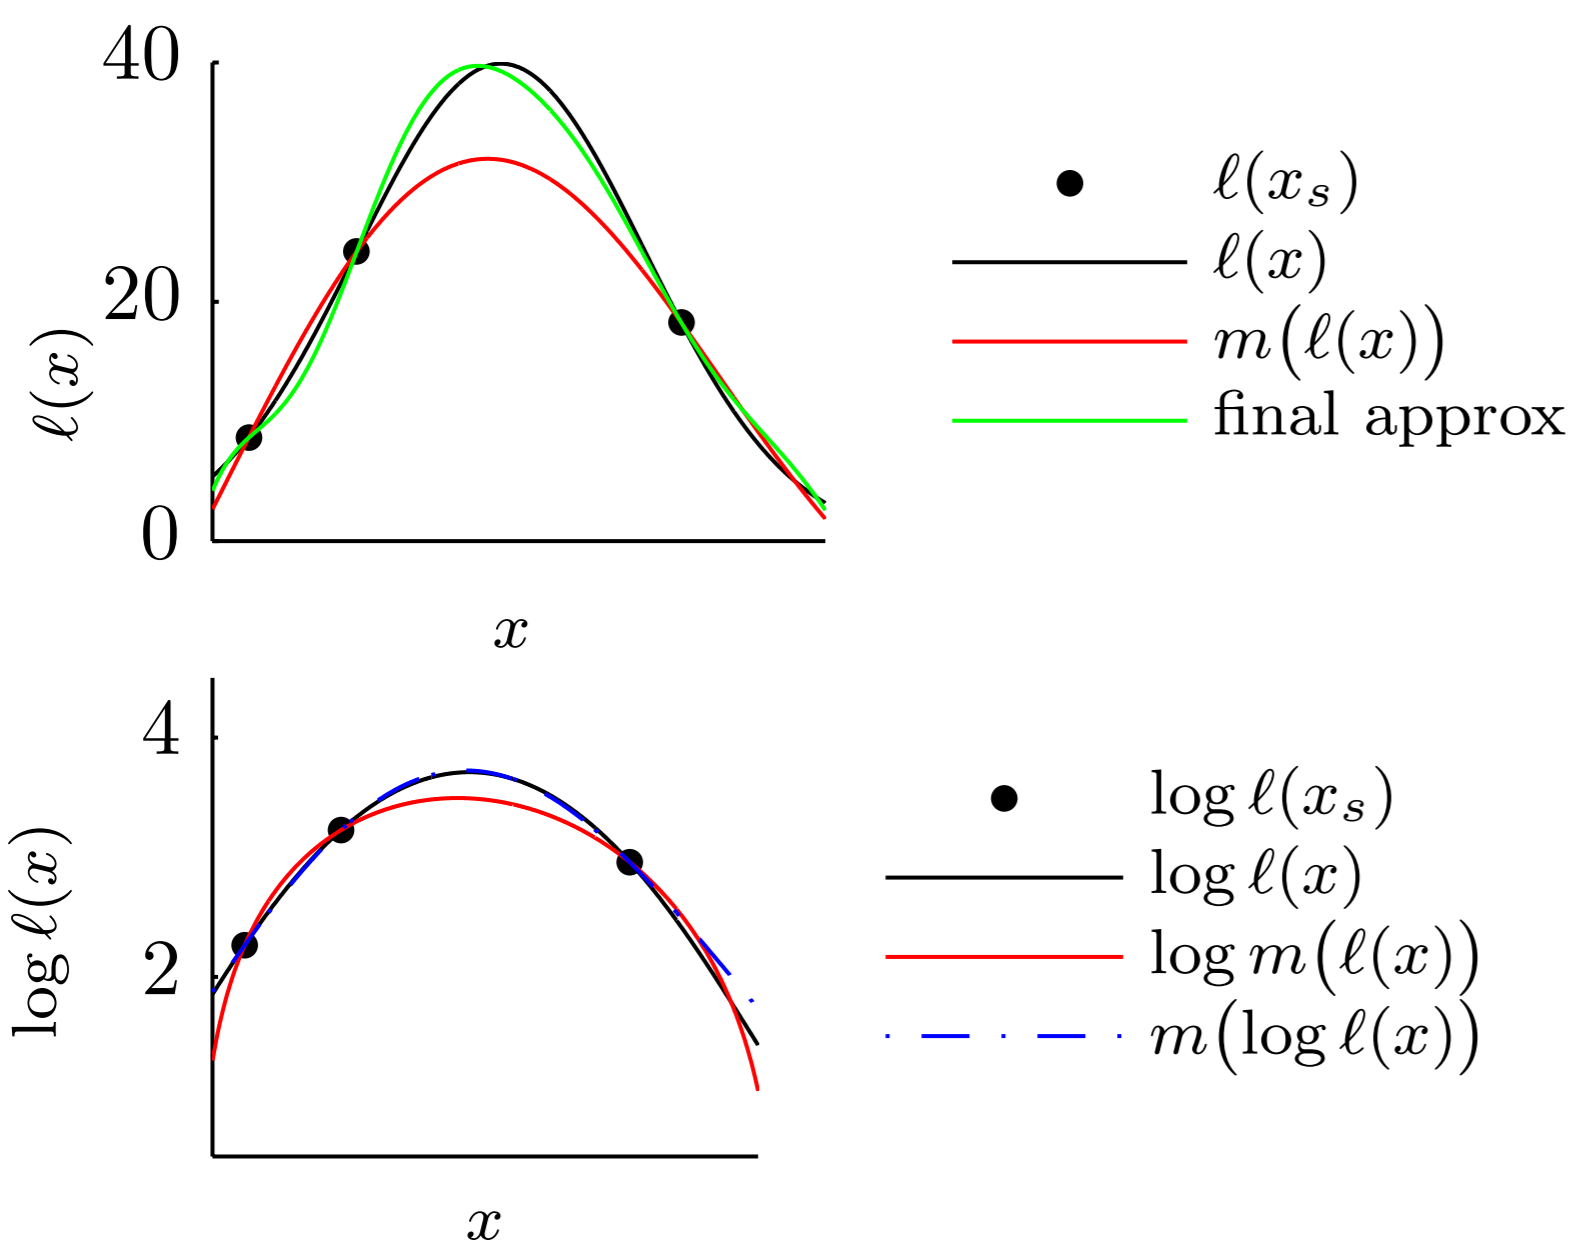 40
20
0
ℓ(x)
x
ℓ(x_s)
ℓ(x)
m(ℓ(x))
final approx
4
2
log ℓ(x)
x
log ℓ(x_s)
log ℓ(x)
log m(ℓ(x))
m(log ℓ(x))